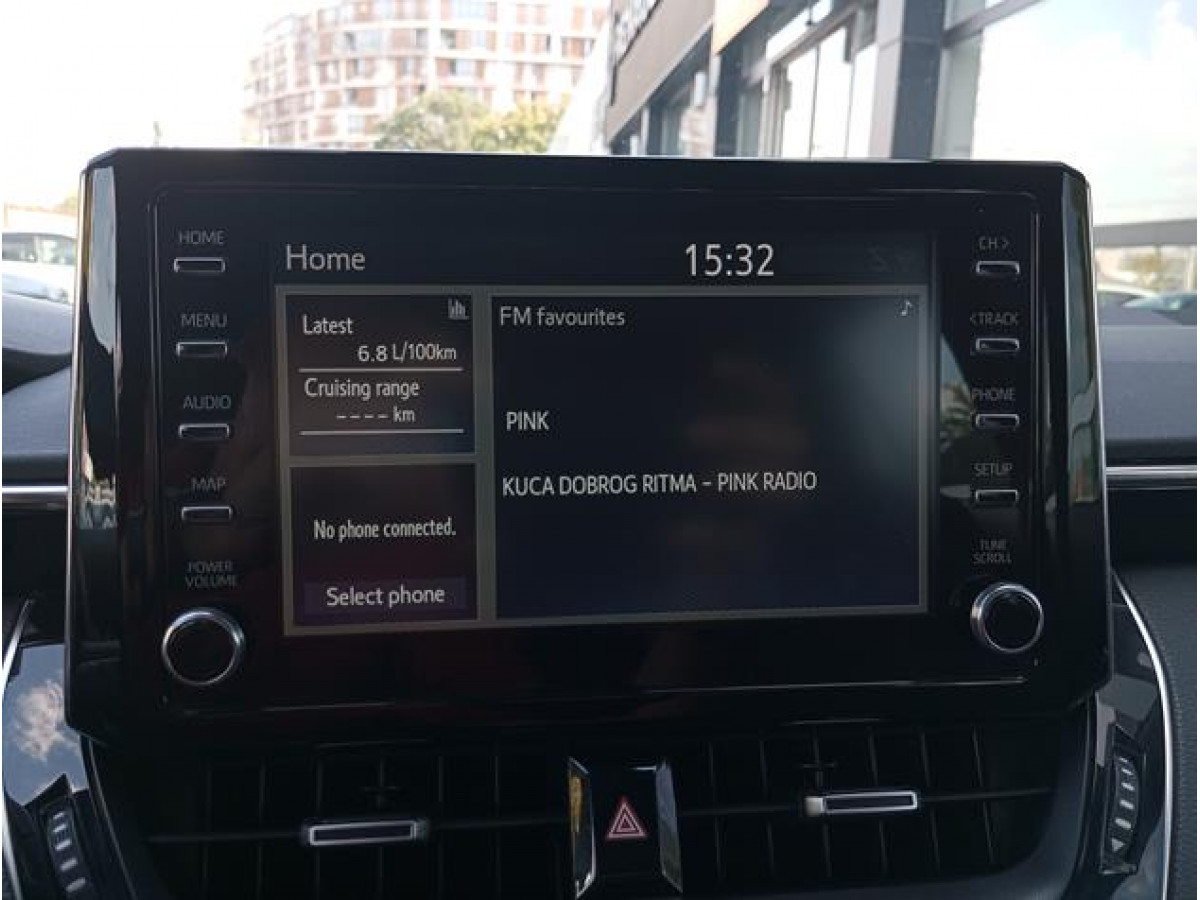 HOME
MENU
AUDIO
MAP
POWER
VOLUME
Home
15:32
Latest
6.8 L/100km
Cruising range
---- km
No phone connected.
Select phone
FM favourites
PINK
KUCA DOBROG RITMA - PINK RADIO
CH >
< TRACK
PHONE
SETUP
TUNE
SCROLL